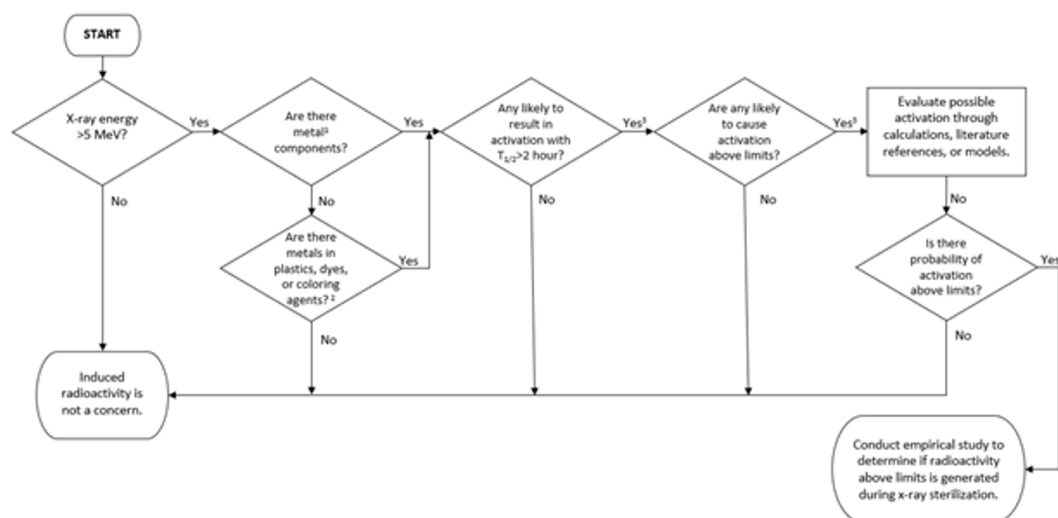 START
X-ray energy
>5 MeV?
Yes
No
Are there
metal¹
components?
Yes
No
Are there
metals in
plastics, dyes,
or coloring
agents? ²
Yes
No
Any likely to
result in
activation with
T1/2>2 hour?
Yes³
No
Are any likely
to cause
activation
above limits?
Yes³
No
Evaluate possible
activation through
calculations, literature
references, or models.
No
Is there
probability of
activation
above limits?
Yes
No
Induced
radioactivity is
not a concern.
Conduct empirical study to
determine if radioactivity
above limits is generated
during x-ray sterilization.